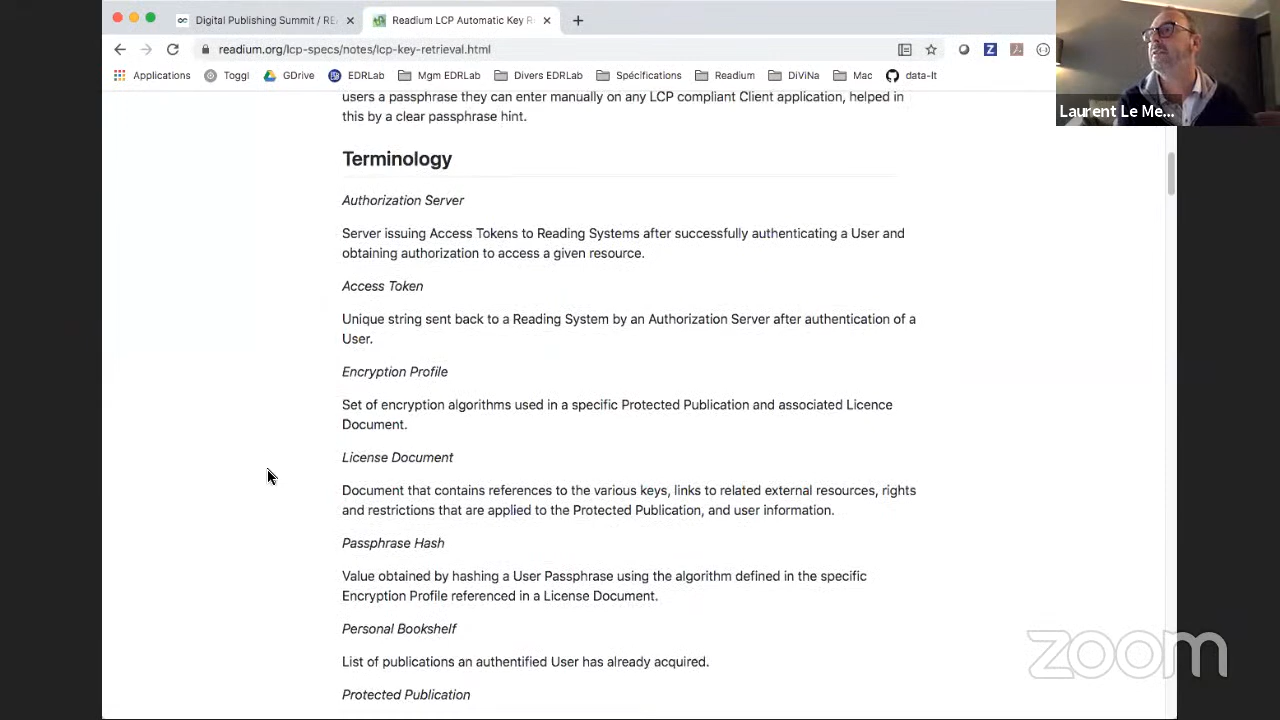 Digital Publishing Summit / RE
Readium LCP Automatic Key R
readium.org/lcp-specs/notes/lcp-key-retrieval.html
Applications Toggl GDrive EDRLab Mgm EDRLab Divers EDRLab Spécifications Readium DiViNa Mac data-lt
Laurent Le Me...
users a passphrase they can enter manually on any LCP compliant Client application, helped in
this by a clear passphrase hint.
Terminology
Authorization Server
Server issuing Access Tokens to Reading Systems after successfully authenticating a User and
obtaining authorization to access a given resource.
Access Token
Unique string sent back to a Reading System by an Authorization Server after authentication of a
User.
Encryption Profile
Set of encryption algorithms used in a specific Protected Publication and associated Licence
Document.
License Document
Document that contains references to the various keys, links to related external resources, rights
and restrictions that are applied to the Protected Publication, and user information.
Passphrase Hash
Value obtained by hashing a User Passphrase using the algorithm defined in the specific
Encryption Profile referenced in a License Document.
Personal Bookshelf
List of publications an authentified User has already acquired.
Protected Publication
zoom